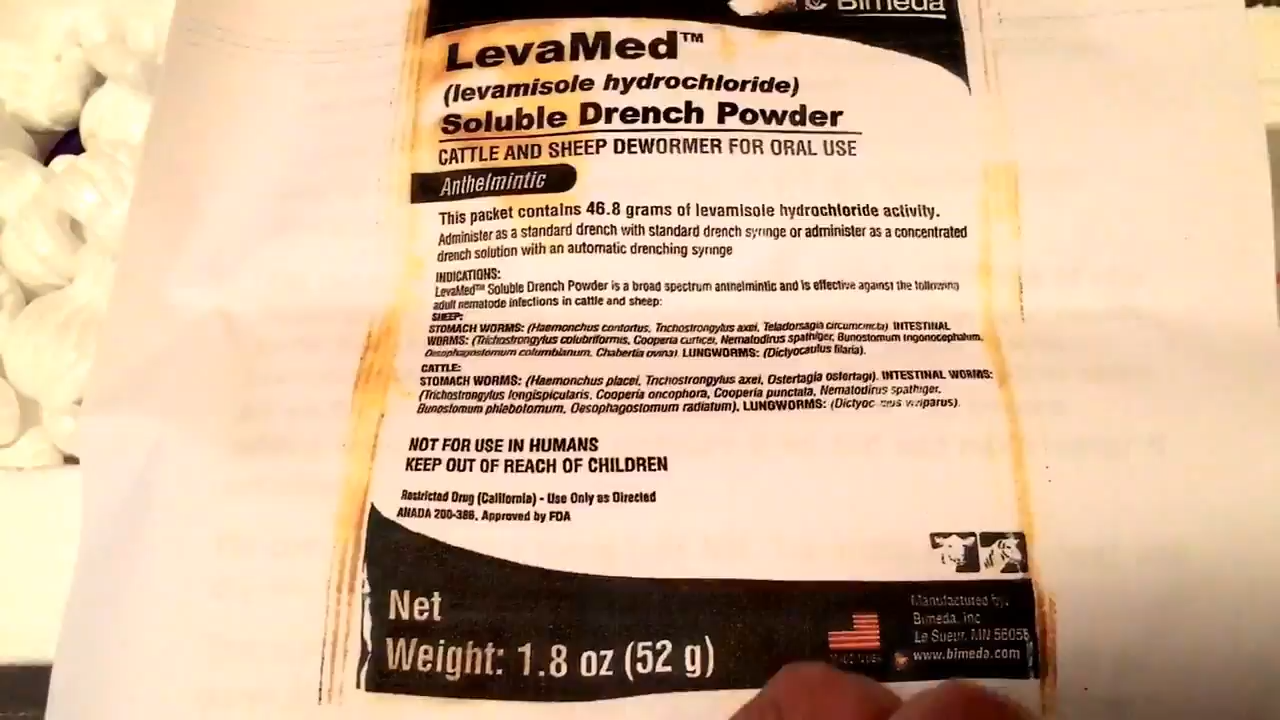 Bimeda
LevaMed™
(levamisole hydrochloride)
Soluble Drench Powder
CATTLE AND SHEEP DEWORMER FOR ORAL USE
Anthelmintic
This packet contains 46.8 grams of levamisole hydrochloride activity.
Administer as a standard drench with standard drench syringe or administer as a concentrated
drench solution with an automatic drenching syringe
INDICATIONS:
LevaMed™ Soluble Drench Powder is a broad spectrum anthelmintic and is effective against the following
adult nematode infections in cattle and sheep:
SHEEP:
STOMACH WORMS: (Haemonchus contortus, Trichostrongylus axei, Teladorsagia circumcincta) INTESTINAL
WORMS: (Trichostrongylus colubriformis, Cooperia curticei, Nematodirus spathiger, Bunostomum trigonocephalum,
Oesophagostomum columbianum, Chabertia ovina) LUNGWORMS: (Dictyocaulus filaria).
CATTLE:
STOMACH WORMS: (Haemonchus placei, Trichostrongylus axei, Ostertagia ostertagi). INTESTINAL WORMS:
(Trichostrongylus longispicularis, Cooperia oncophora, Cooperia punctata, Nematodirus spathiger,
Bunostomum phlebotomum, Oesophagostomum radiatum), LUNGWORMS:
NOT FOR USE IN HUMANS
KEEP OUT OF REACH OF CHILDREN
Restricted Drug (California) - Use Only as Directed
ANADA 200-386, Approved by FDA
Net
Weight: 1.8 oz (52 g)
Manufactured by:
Bimeda, Inc
Le Sueur, MN 56058
www.bimeda.com